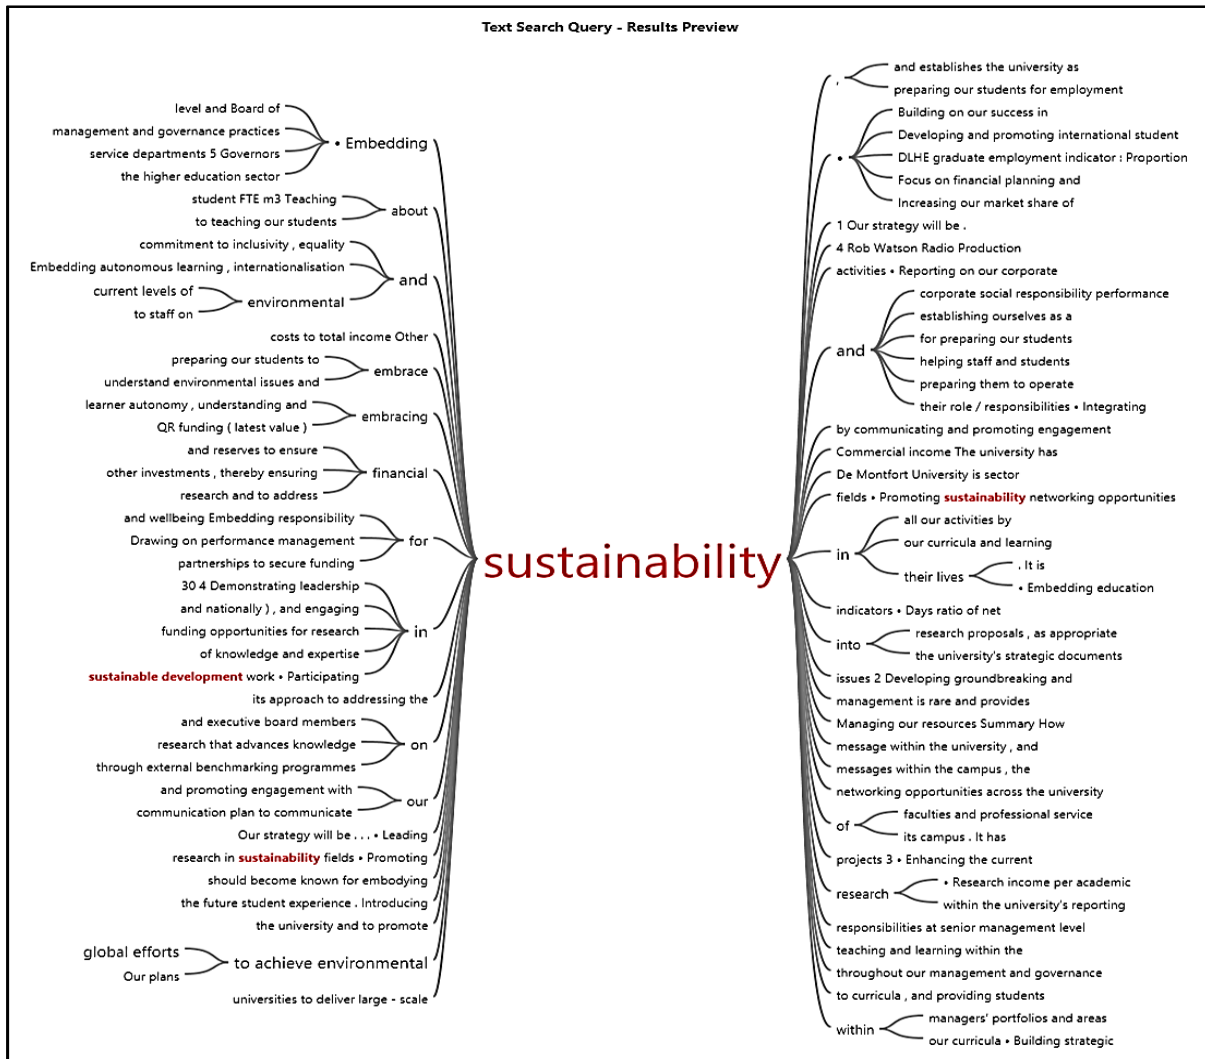 Text Search Query - Results Preview
level and Board of
management and governance practices
service departments 5 Governors
the higher education sector
• Embedding
student FTE m3 Teaching
to teaching our students
about
commitment to inclusivity , equality
Embedding autonomous learning , internationalisation
current levels of
to staff on
environmental
and
costs to total income Other
preparing our students to
understand environmental issues and
embrace
learner autonomy , understanding and
QR funding ( latest value )
embracing
and reserves to ensure
other investments , thereby ensuring
research and to address
financial
and wellbeing Embedding responsibility
Drawing on performance management
partnerships to secure funding
for
30 4 Demonstrating leadership
and nationally ) , and engaging
funding opportunities for research
of knowledge and expertise
sustainable development work • Participating
in
its approach to addressing the
and executive board members
research that advances knowledge
through external benchmarking programmes
on
and promoting engagement with
communication plan to communicate
our
Our strategy will be . . . • Leading
research in sustainability fields • Promoting
should become known for embodying
the future student experience . Introducing
the university and to promote
global efforts
Our plans
to achieve environmental
universities to deliver large - scale
sustainability
,
and establishes the university as
preparing our students for employment
•
Building on our success in
Developing and promoting international student
DLHE graduate employment indicator : Proportion
Focus on financial planning and
Increasing our market share of
1 Our strategy will be .
4 Rob Watson Radio Production
activities • Reporting on our corporate
and
corporate social responsibility performance
establishing ourselves as a
for preparing our students
helping staff and students
preparing them to operate
their role / responsibilities • Integrating
by communicating and promoting engagement
Commercial income The university has
De Montfort University is sector
fields • Promoting sustainability networking opportunities
in
all our activities by
our curricula and learning
their lives
. It is
• Embedding education
indicators • Days ratio of net
into
research proposals , as appropriate
the university's strategic documents
issues 2 Developing groundbreaking and
management is rare and provides
Managing our resources Summary How
message within the university , and
messages within the campus , the
networking opportunities across the university
of
faculties and professional service
its campus . It has
projects 3 • Enhancing the current
research
• Research income per academic
within the university's reporting
responsibilities at senior management level
teaching and learning within the
throughout our management and governance
to curricula , and providing students
within
managers' portfolios and areas
our curricula • Building strategic